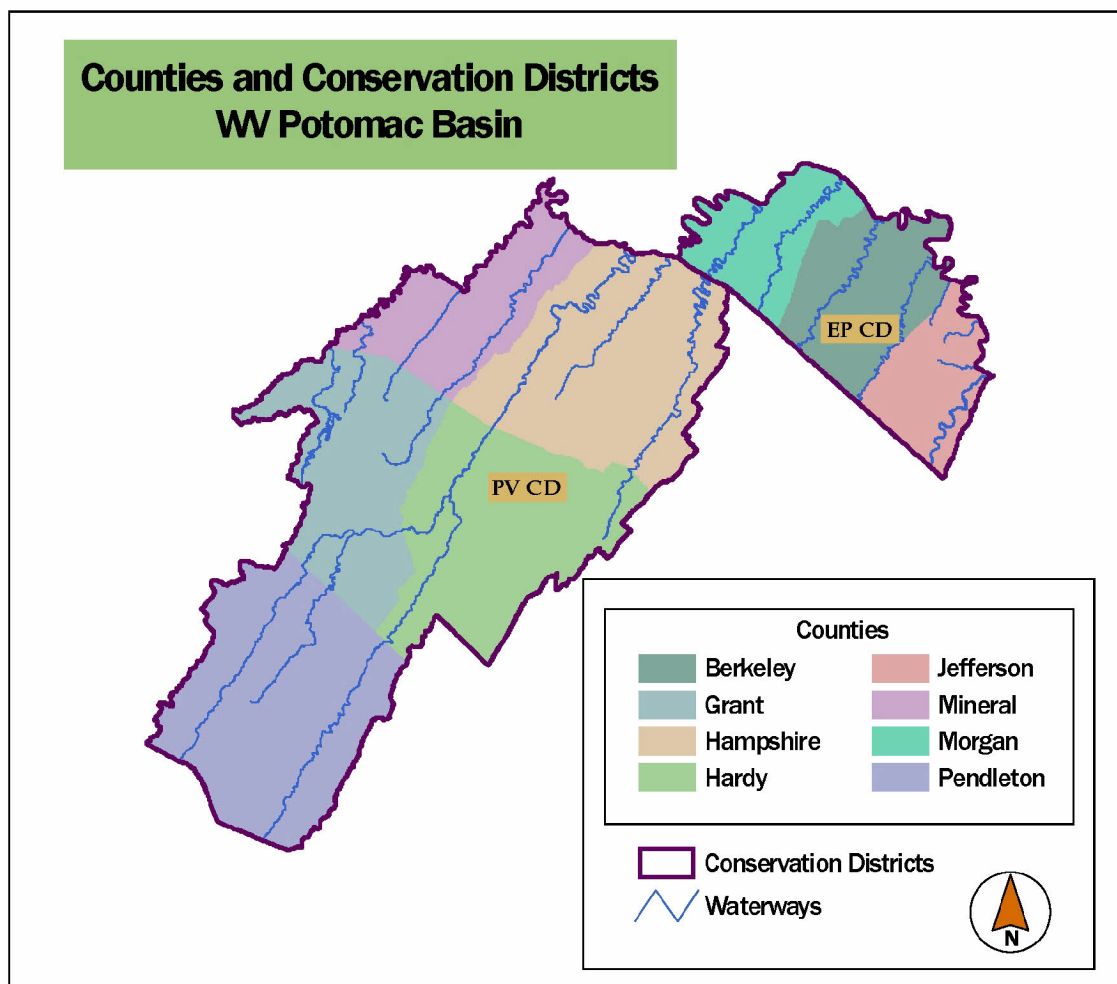 Counties and Conservation Districts
WV Potomac Basin
EP CD
PV CD
Counties
Berkeley
Jefferson
Grant
Mineral
Hampshire
Morgan
Hardy
Pendleton
Conservation Districts
Waterways
N